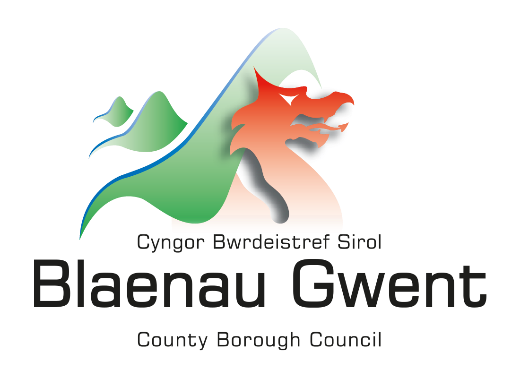 Cyngor Bwrdeistref Sirol
Blaenau Gwent
County Borough Council